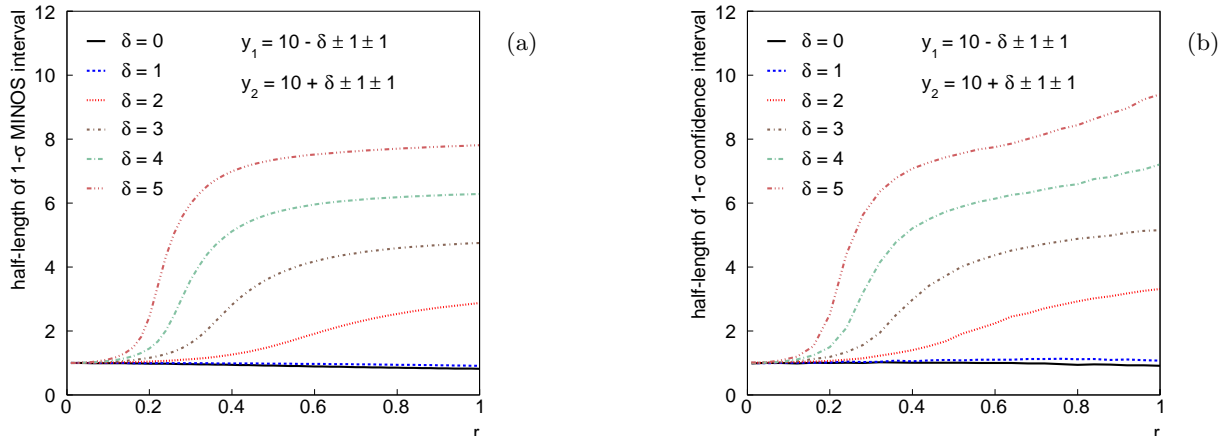 half-length of 1-σ MINOS interval
12
10
8
6
4
2
0
δ = 0
δ = 1
δ = 2
δ = 3
δ = 4
δ = 5
y1 = 10 - δ ± 1 ± 1
y2 = 10 + δ ± 1 ± 1
0 0.2 0.4 0.6 0.8 1
r
(a)
half-length of 1-σ confidence interval
12
10
8
6
4
2
0
δ = 0
δ = 1
δ = 2
δ = 3
δ = 4
δ = 5
y1 = 10 - δ ± 1 ± 1
y2 = 10 + δ ± 1 ± 1
0 0.2 0.4 0.6 0.8 1
r
(b)